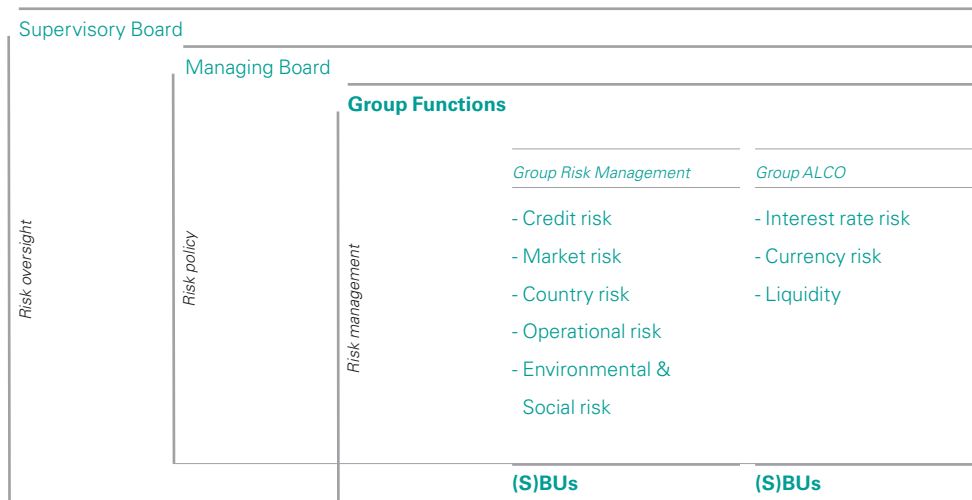 Supervisory Board
Managing Board
Group Functions
Risk oversight
Risk policy
Risk management
Group Risk Management
- Credit risk
- Market risk
- Country risk
- Operational risk
- Environmental &
Social risk
(S)BUs
Group ALCO
- Interest rate risk
- Currency risk
- Liquidity
(S)BUs